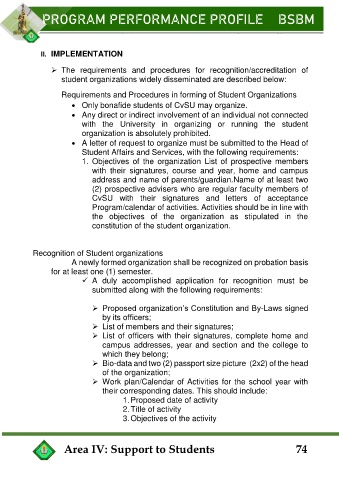 PROGRAM PERFORMANCE PROFILE BSBM
II. IMPLEMENTATION
➢ The requirements and procedures for recognition/accreditation of
student organizations widely disseminated are described below:
Requirements and Procedures in forming of Student Organizations
• Only bonafide students of CvSU may organize.
• Any direct or indirect involvement of an individual not connected
with the University in organizing or running the student
organization is absolutely prohibited.
• A letter of request to organize must be submitted to the Head of
Student Affairs and Services, with the following requirements:
1. Objectives of the organization List of prospective members
with their signatures, course and year, home and campus
address and name of parents/guardian.Name of at least two
(2) prospective advisers who are regular faculty members of
CvSU with their signatures and letters of acceptance
Program/calendar of activities. Activities should be in line with
the objectives of the organization as stipulated in the
constitution of the student organization.
Recognition of Student organizations
A newly formed organization shall be recognized on probation basis
for at least one (1) semester.
✓ A duly accomplished application for recognition must be
submitted along with the following requirements:
➢ Proposed organization's Constitution and By-Laws signed
by its officers;
➢ List of members and their signatures;
➢ List of officers with their signatures, complete home and
campus addresses, year and section and the college to
which they belong;
➢ Bio-data and two (2) passport size picture (2x2) of the head
of the organization;
➢ Work plan/Calendar of Activities for the school year with
their corresponding dates. This should include:
1. Proposed date of activity
2. Title of activity
3. Objectives of the activity
Area IV: Support to Students 74